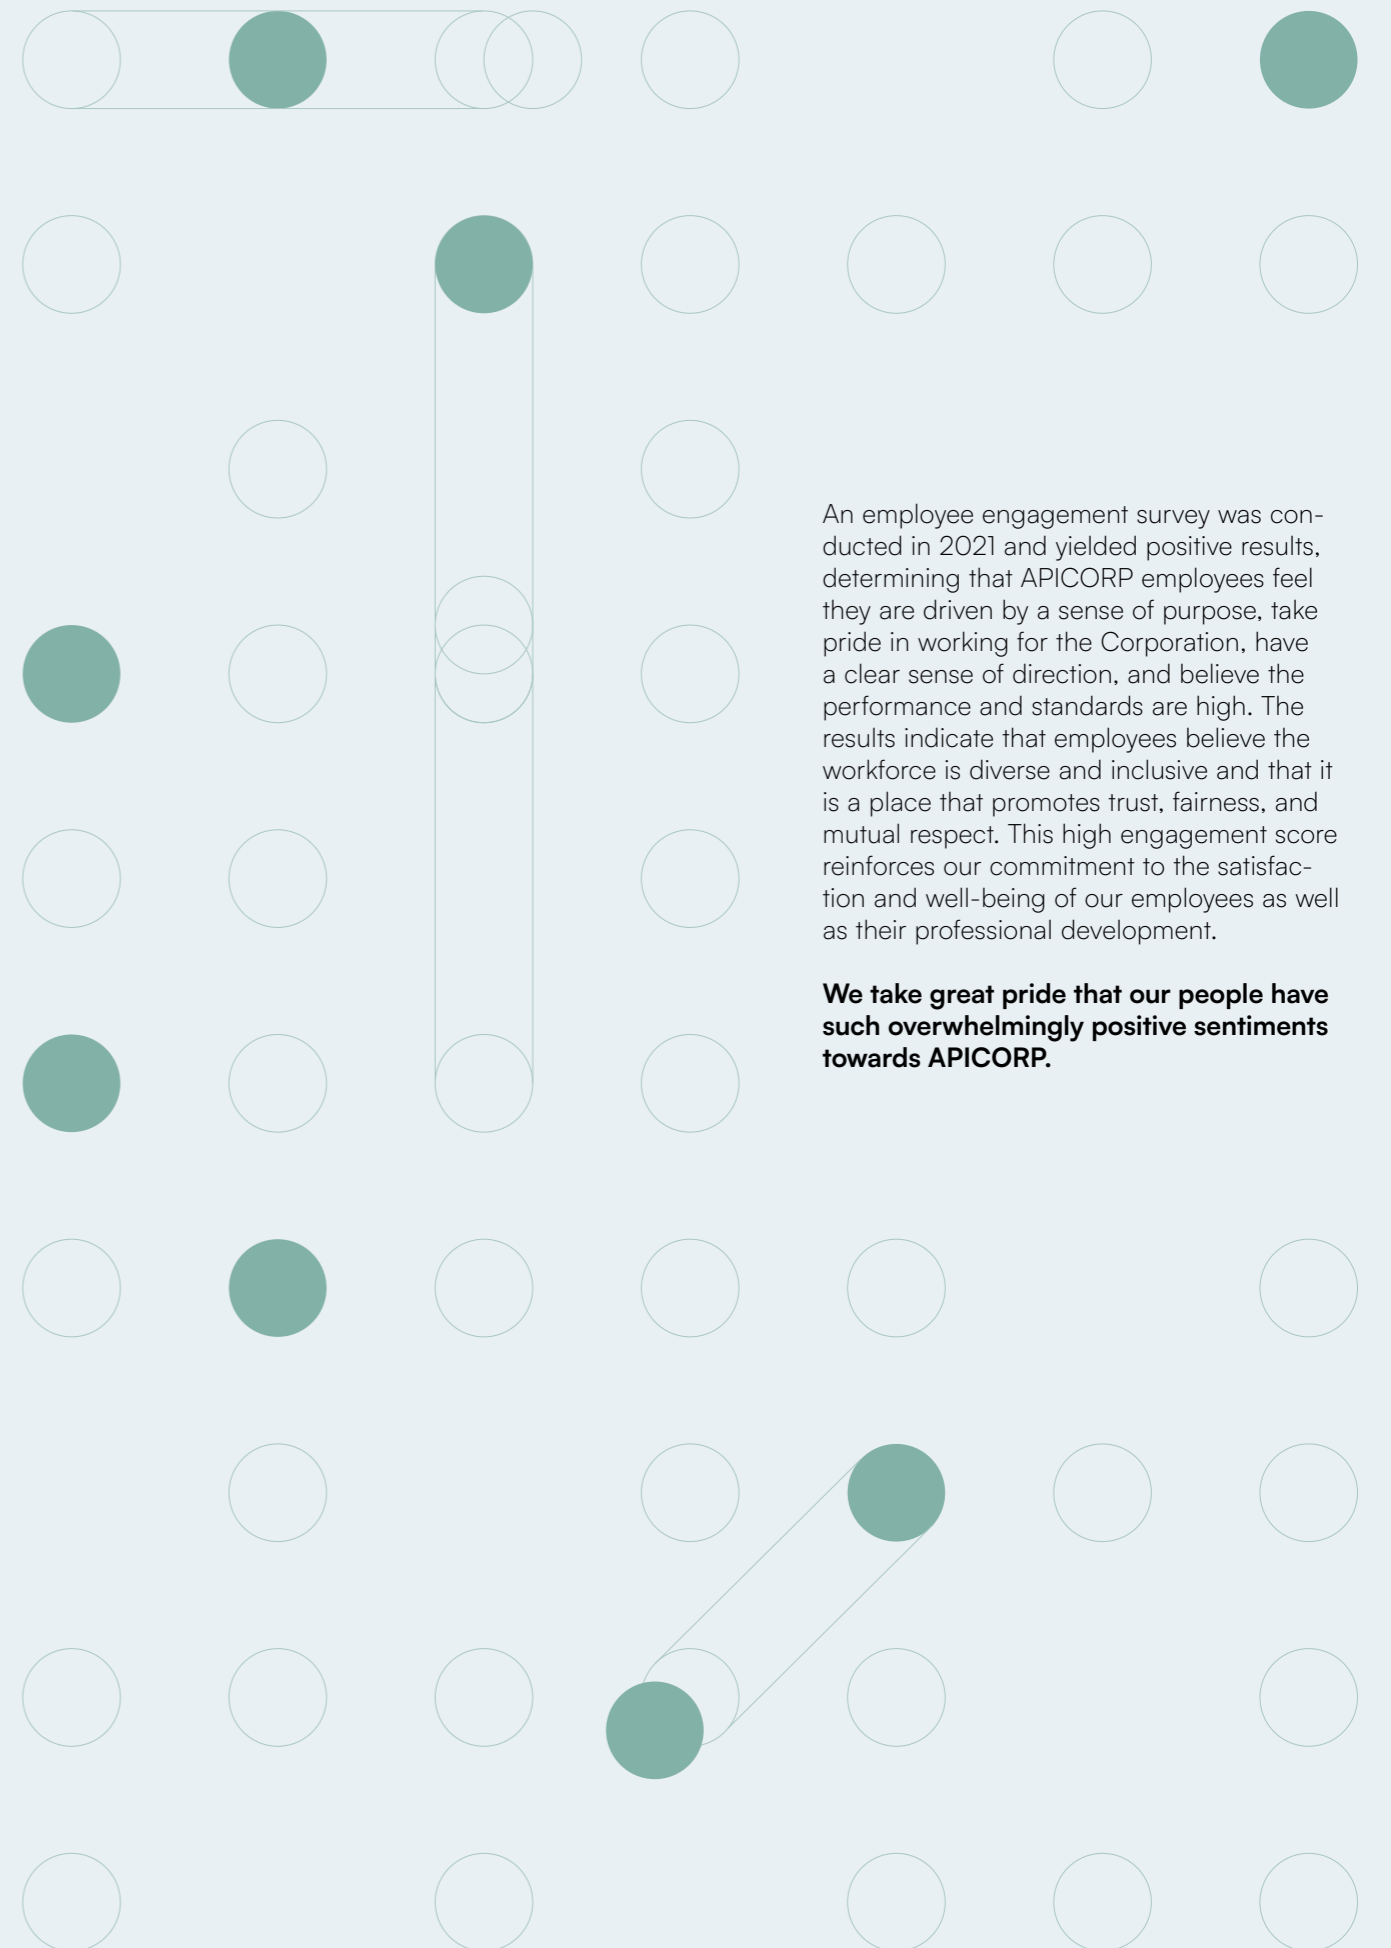 An employee engagement survey was con-
ducted in 2021 and yielded positive results,
determining that APICORP employees feel
they are driven by a sense of purpose, take
pride in working for the Corporation, have
a clear sense of direction, and believe the
performance and standards are high. The
results indicate that employees believe the
workforce is diverse and inclusive and that it
is a place that promotes trust, fairness, and
mutual respect. This high engagement score
reinforces our commitment to the satisfac-
tion and well-being of our employees as well
as their professional development.
We take great pride that our people have
such overwhelmingly positive sentiments
towards APICORP.